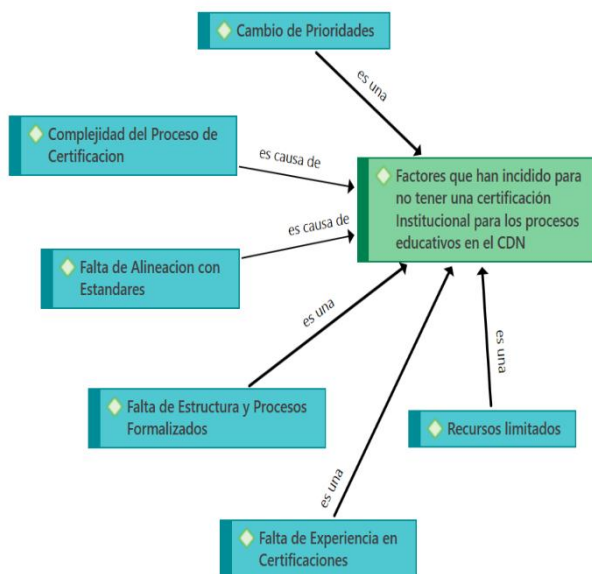 Cambio de Prioridades
es una
Complejidad del Proceso de
Certificacion
es causa de
Factores que han incidido para
no tener una certificación
Institucional para los procesos
educativos en el CDN
es causa de
Falta de Alineacion con
Estandares
es una
es una
Falta de Estructura y Procesos
Formalizados
Recursos limitados
es una
Falta de Experiencia en
Certificaciones